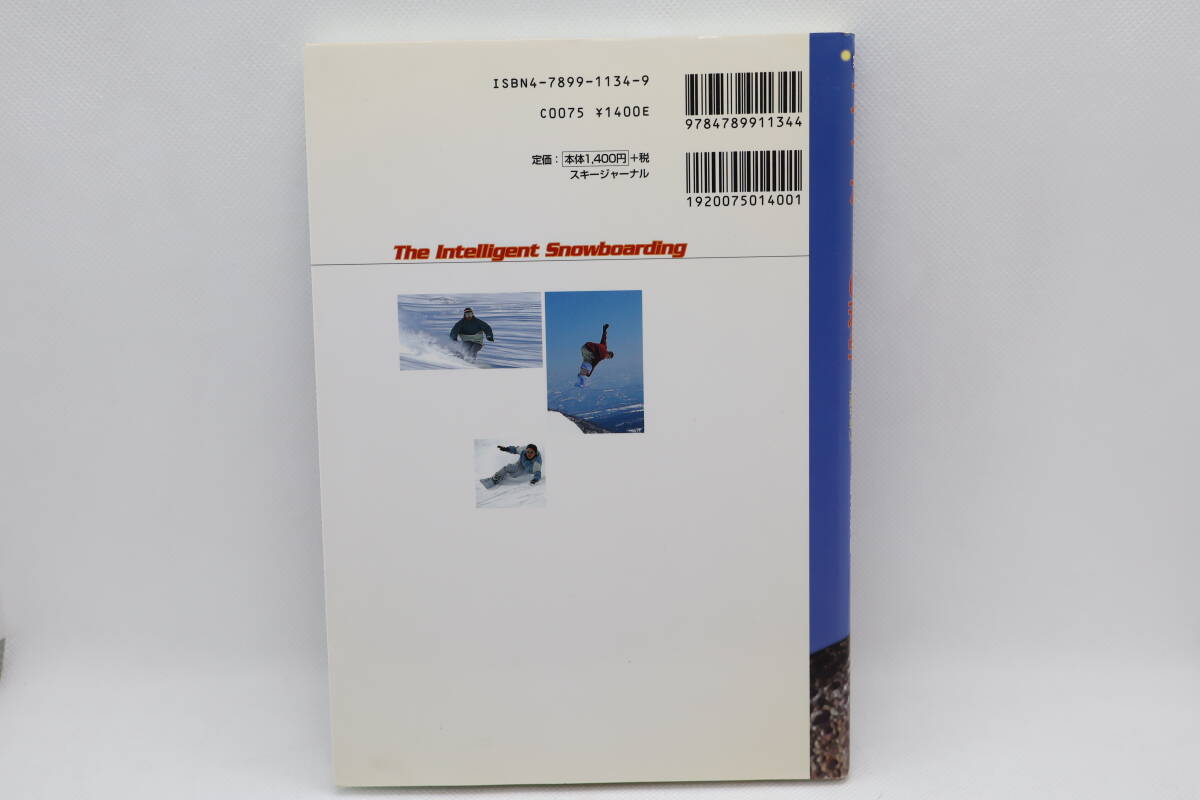 ISBN4-7899-1134-9
C0075 ¥1400E
定価：本体1,400円+税
スキージャーナル
9784789911344
1920075014001
The Intelligent Snowboarding